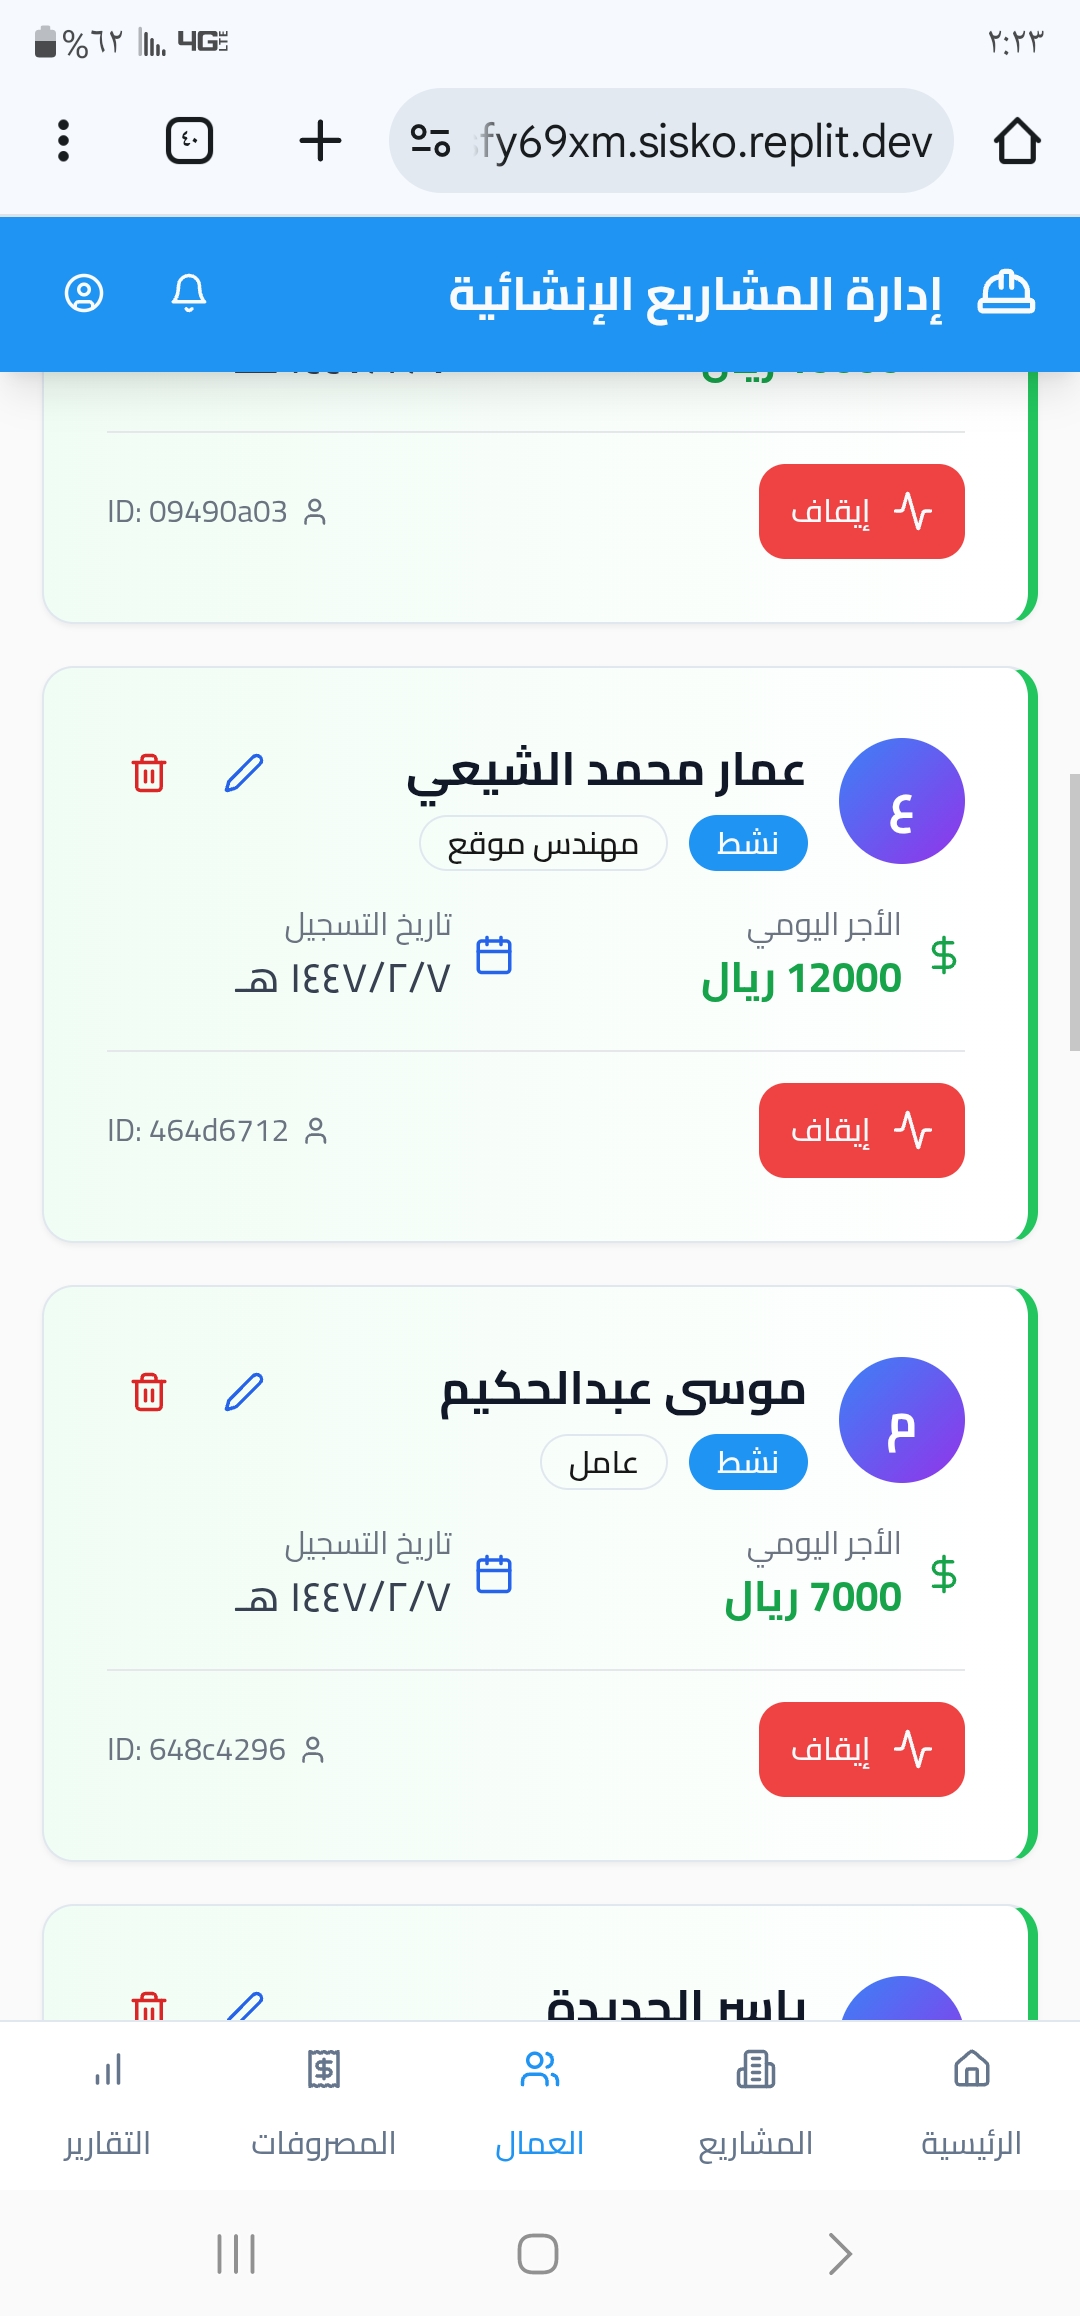 ٢:٢٣
4G LTE %٦٢
fy69xm.sisko.replit.dev
٤٠
إدارة المشاريع الإنشائية
إيقاف
ID: 09490a03
ع
عمار محمد الشيعي
نشط
مهندس موقع
الأجر اليومي
تاريخ التسجيل
12000 ريال
١٤٤٧/٢/٧ هـ
إيقاف
ID: 464d6712
م
موسى عبدالحكيم
نشط
عامل
الأجر اليومي
تاريخ التسجيل
7000 ريال
١٤٤٧/٢/٧ هـ
إيقاف
ID: 648c4296
ياسر الحديدة
الرئيسية
المشاريع
العمال
المصروفات
التقارير